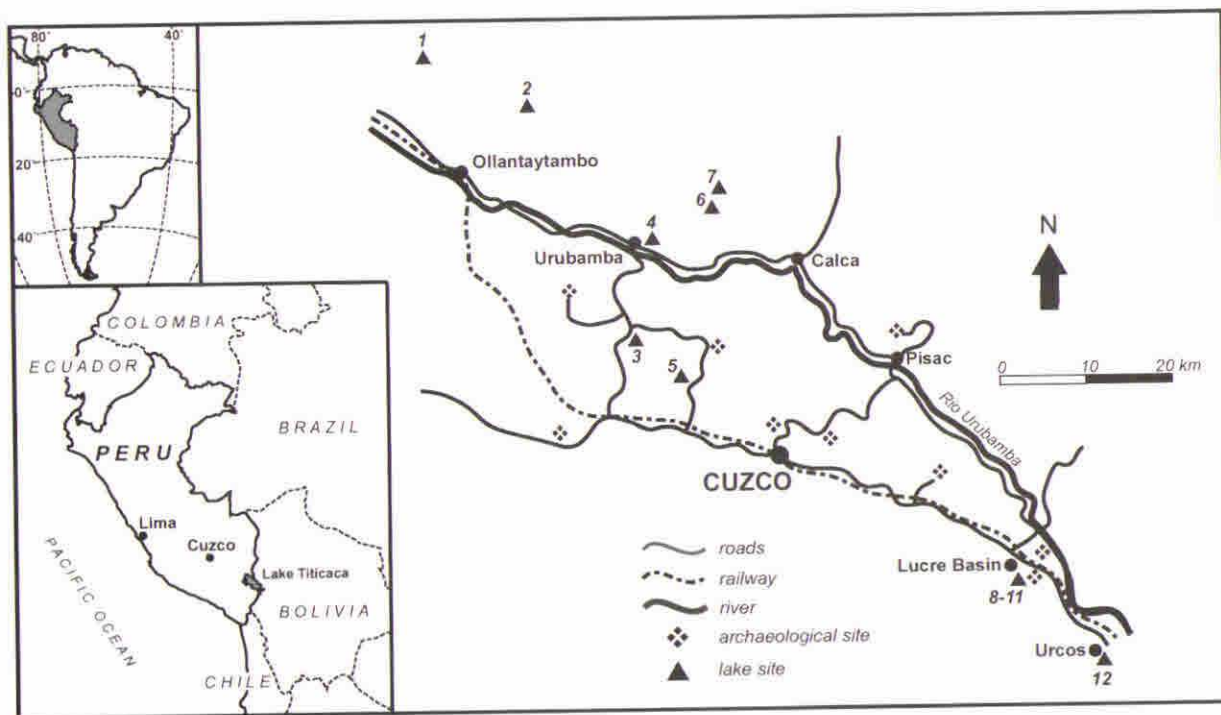 80°
40°
0°
20°
40°
COLOMBIA
ECUADOR
BRAZIL
PERU
Lima
Cuzco
Lake Titicaca
BOLIVIA
PACIFIC OCEAN
CHILE
1
2
Ollantaytambo
7
6
4
Urubamba
Calca
N
3
5
Pisac
0 10 20 km
Rio Urubamba
CUZCO
roads
railway
river
archaeological site
lake site
Lucre Basin
8-11
Urcos
12